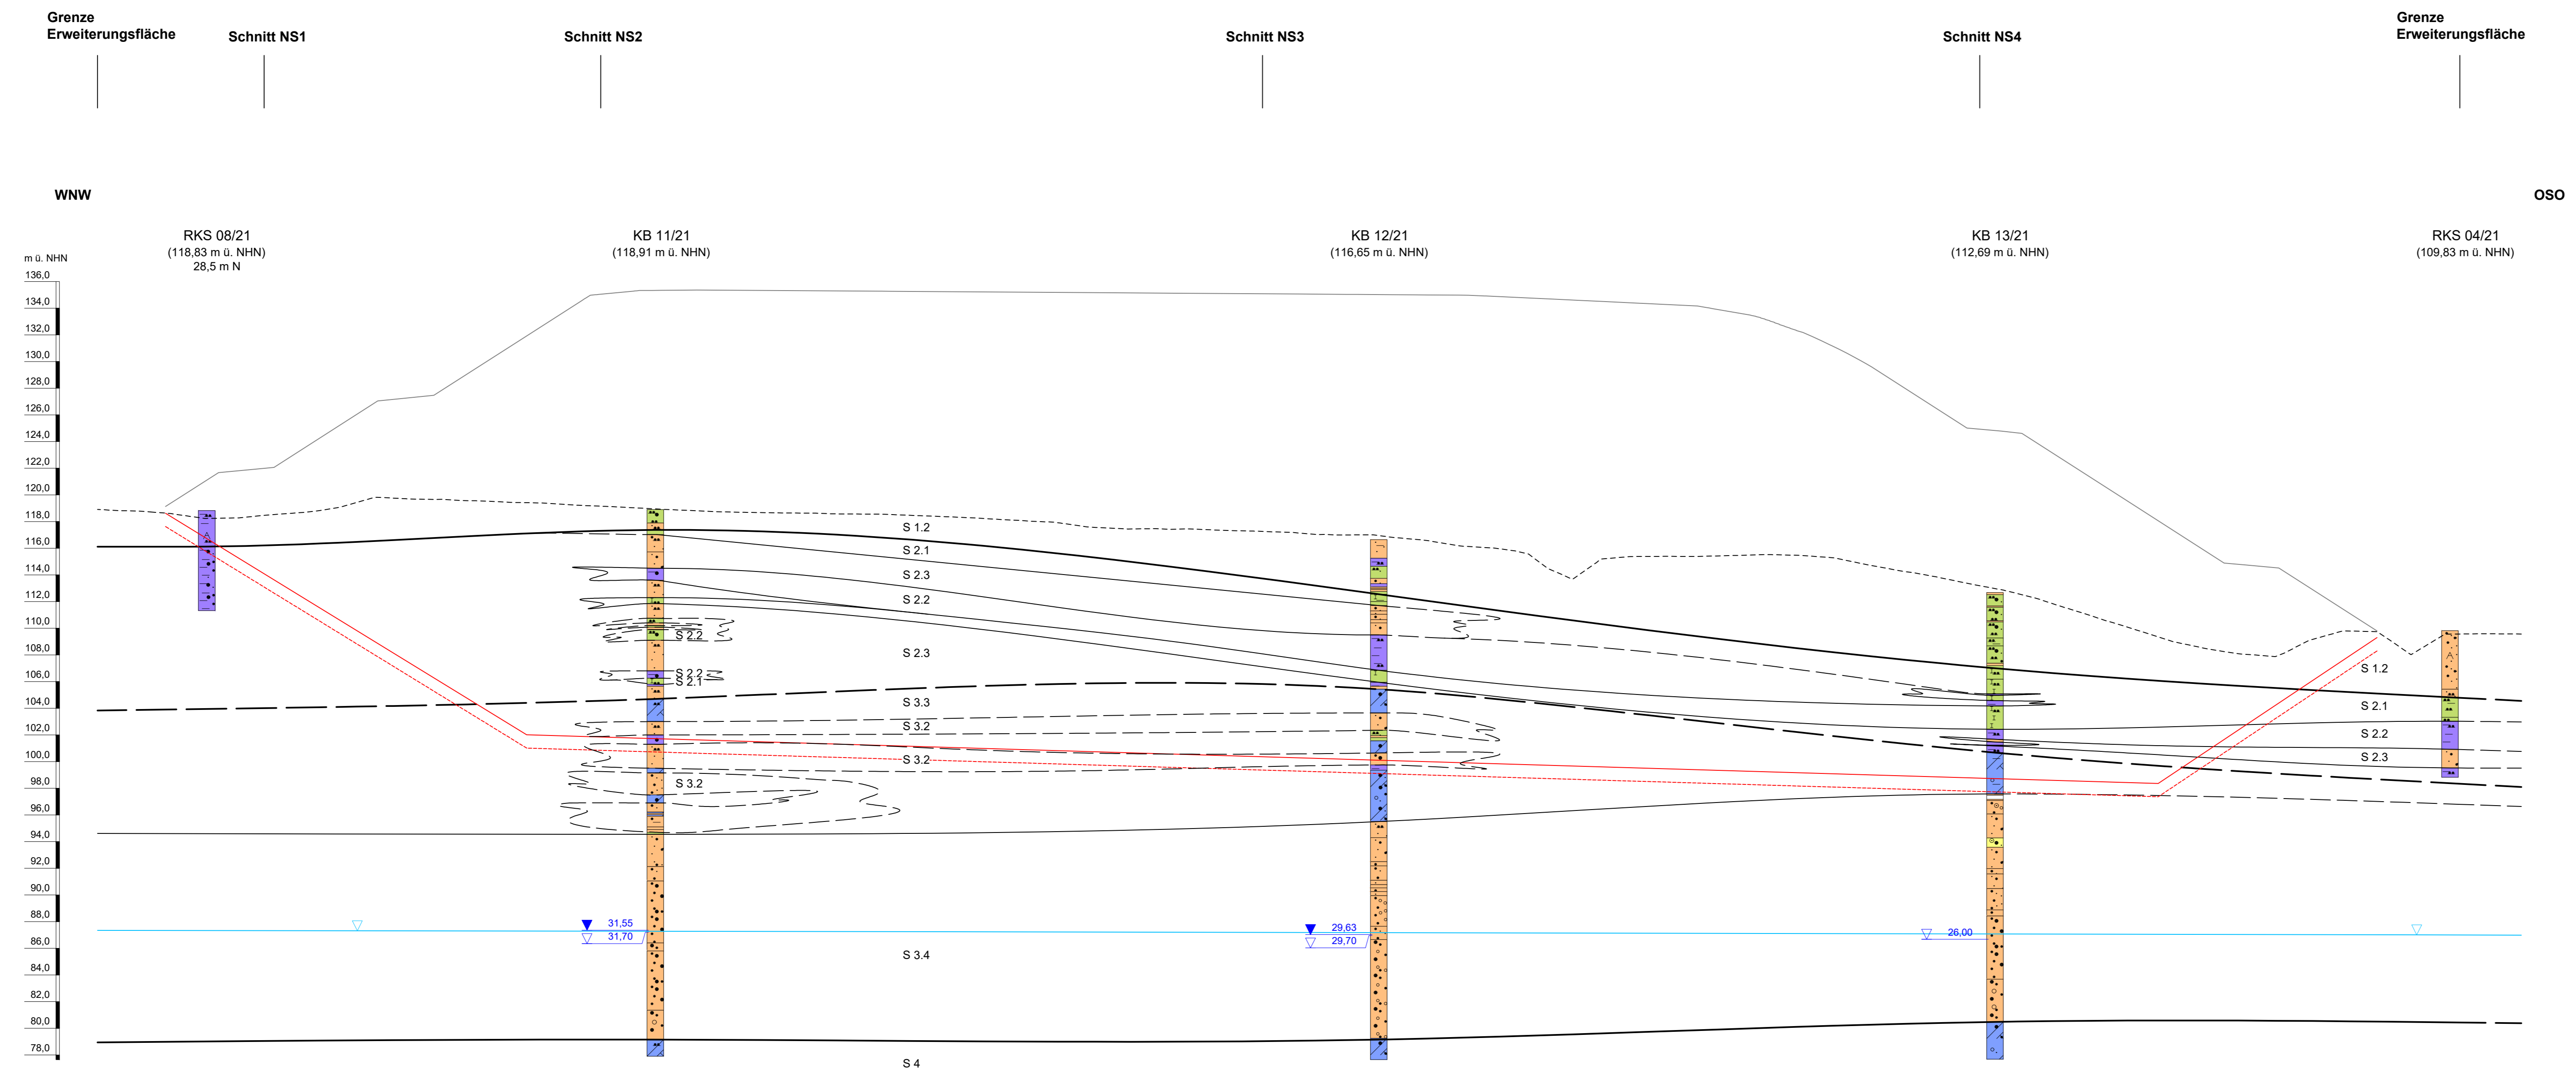 Grenze
Erweiterungsfläche
Schnitt NS1
Schnitt NS2
Schnitt NS3
Schnitt NS4
Grenze
Erweiterungsfläche
WNW
OSO
RKS 08/21
(118,83 m ü. NHN)
28,5 m N
KB 11/21
(118,91 m ü. NHN)
KB 12/21
(116,65 m ü. NHN)
KB 13/21
(112,69 m ü. NHN)
RKS 04/21
(109,83 m ü. NHN)
m ü. NHN
136,0
134,0
132,0
130,0
128,0
126,0
124,0
122,0
120,0
118,0
116,0
114,0
112,0
110,0
108,0
106,0
104,0
102,0
100,0
98,0
96,0
94,0
92,0
90,0
88,0
86,0
84,0
82,0
80,0
78,0
S 1.2
S 2.1
S 2.3
S 2.2
S 2.2
S 2.3
S 2.2
S 2.1
S 3.3
S 3.2
S 3.2
S 3.2
S 1.2
S 2.1
S 2.2
S 2.3
31,55
31,70
29,63
29,70
26,00
S 3.4
S 4